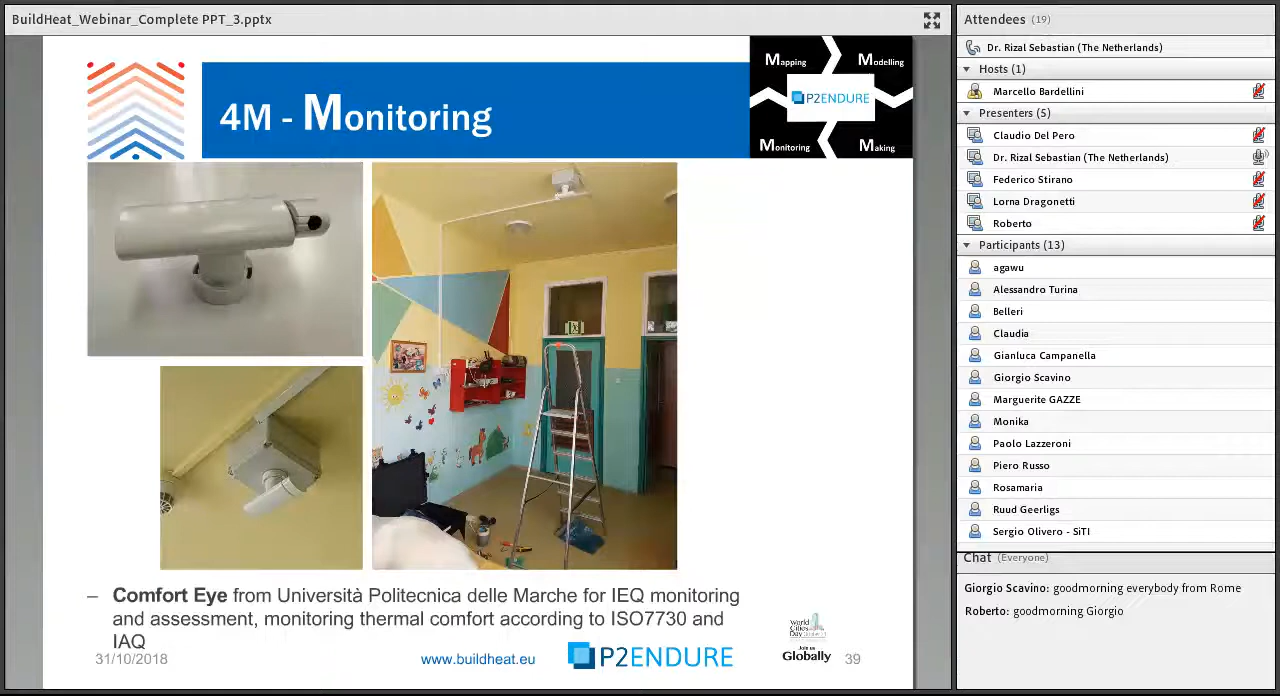 BuildHeat_Webinar_Complete PPT_3.pptx
4M - Monitoring
Mapping
Modelling
P2ENDURE
Monitoring
Making
– Comfort Eye from Università Politecnica delle Marche for IEQ monitoring
and assessment, monitoring thermal comfort according to ISO7730 and
IAQ
31/10/2018
www.buildheat.eu
P2ENDURE
World
Cities
Day
Join us
Globally
39
Attendees (19)
Dr. Rizal Sebastian (The Netherlands)
Hosts (1)
Marcello Bardellini
Presenters (5)
Claudio Del Pero
Dr. Rizal Sebastian (The Netherlands)
Federico Stirano
Lorna Dragonetti
Roberto
Participants (13)
agawu
Alessandro Turina
Belleri
Claudia
Gianluca Campanella
Giorgio Scavino
Marguerite GAZZE
Monika
Paolo Lazzeroni
Piero Russo
Rosamaria
Ruud Geerligs
Sergio Olivero - SiTI
Chat (Everyone)
Giorgio Scavino: goodmorning everybody from Rome
Roberto: goodmorning Giorgio